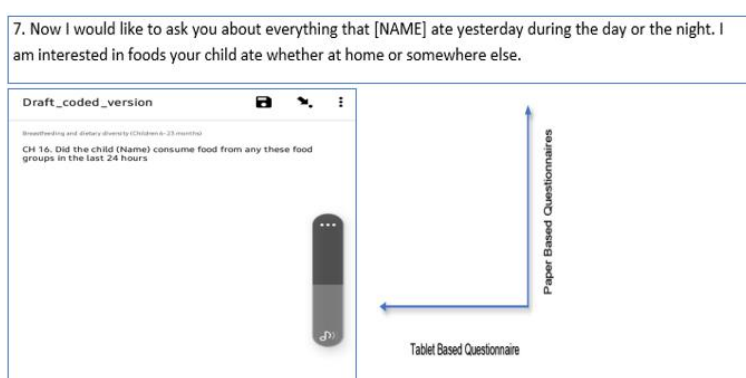 7. Now I would like to ask you about everything that [NAME] ate yesterday during the day or the night. I
am interested in foods your child ate whether at home or somewhere else.
Draft_coded_version
Breastfeeding and dietary diversity (Children 6-23 months)
CH 16. Did the child (Name) consume food from any these food
groups in the last 24 hours
Paper Based Questionnaires
Tablet Based Questionnaire